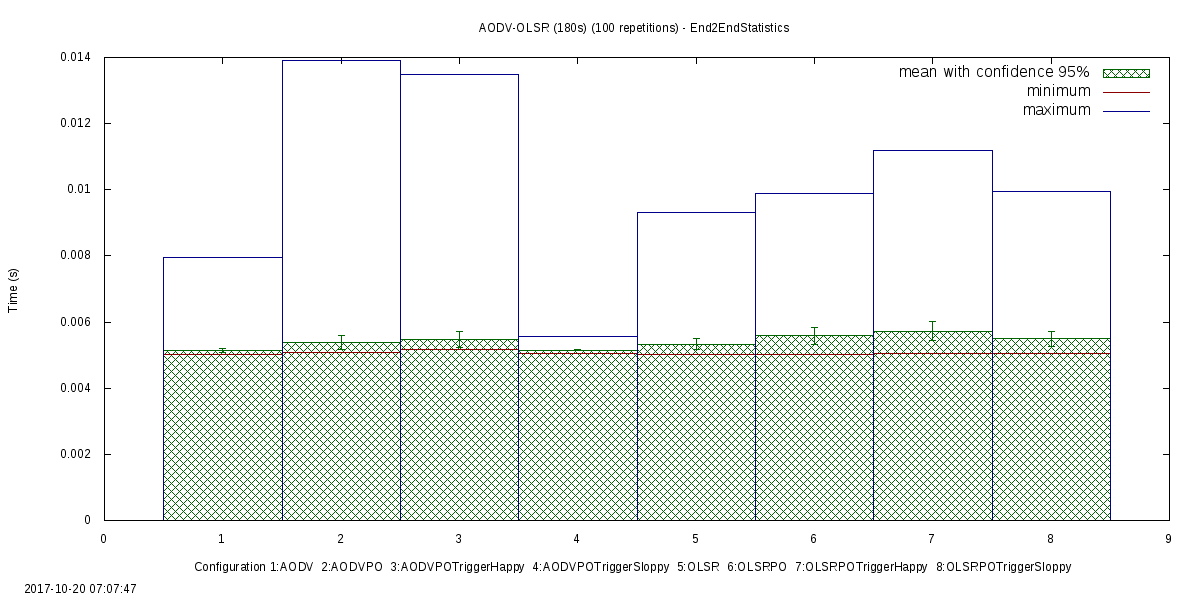 AODV-OLSR (180s) (100 repetitions) - End2EndStatistics
0.014
mean with confidence 95%
minimum
maximum
0.012
0.01
0.008
Time (s)
0.006
0.004
0.002
0
0 1 2 3 4 5 6 7 8 9
Configuration 1:AODV 2:AODVPO 3:AODVPOTriggerHappy 4:AODVPOTriggerSloppy 5:OLSR 6:OLSRPO 7:OLSRPOTriggerHappy 8:OLSRPOTriggerSloppy
2017-10-20 07:07:47